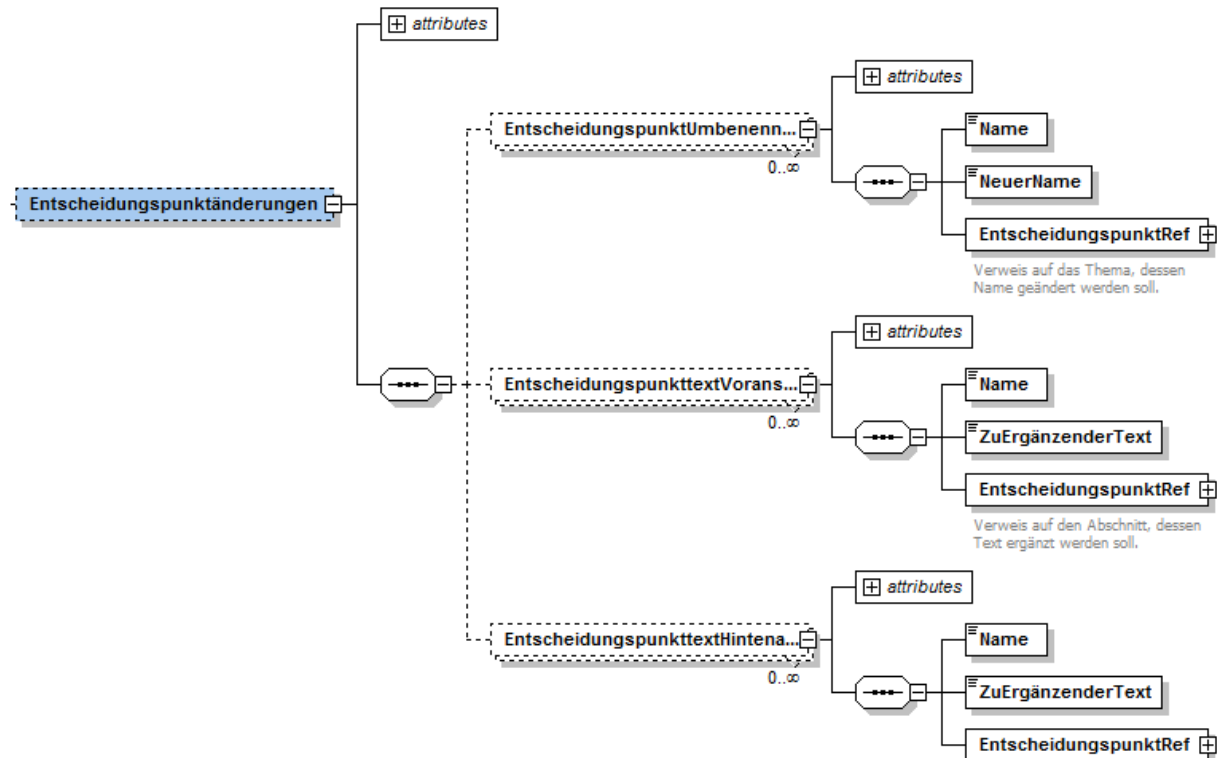 attributes
attributes
EntscheidungspunktUmbenenn...
0..∞
Name
NeuerName
EntscheidungspunktRef
Verweis auf das Thema, dessen
Name geändert werden soll.
Entscheidungspunktänderungen
attributes
EntscheidungspunkttextVorans...
0..∞
Name
ZuErgänzenderText
EntscheidungspunktRef
Verweis auf den Abschnitt, dessen
Text ergänzt werden soll.
attributes
EntscheidungspunkttextHintena...
0..∞
Name
ZuErgänzenderText
EntscheidungspunktRef